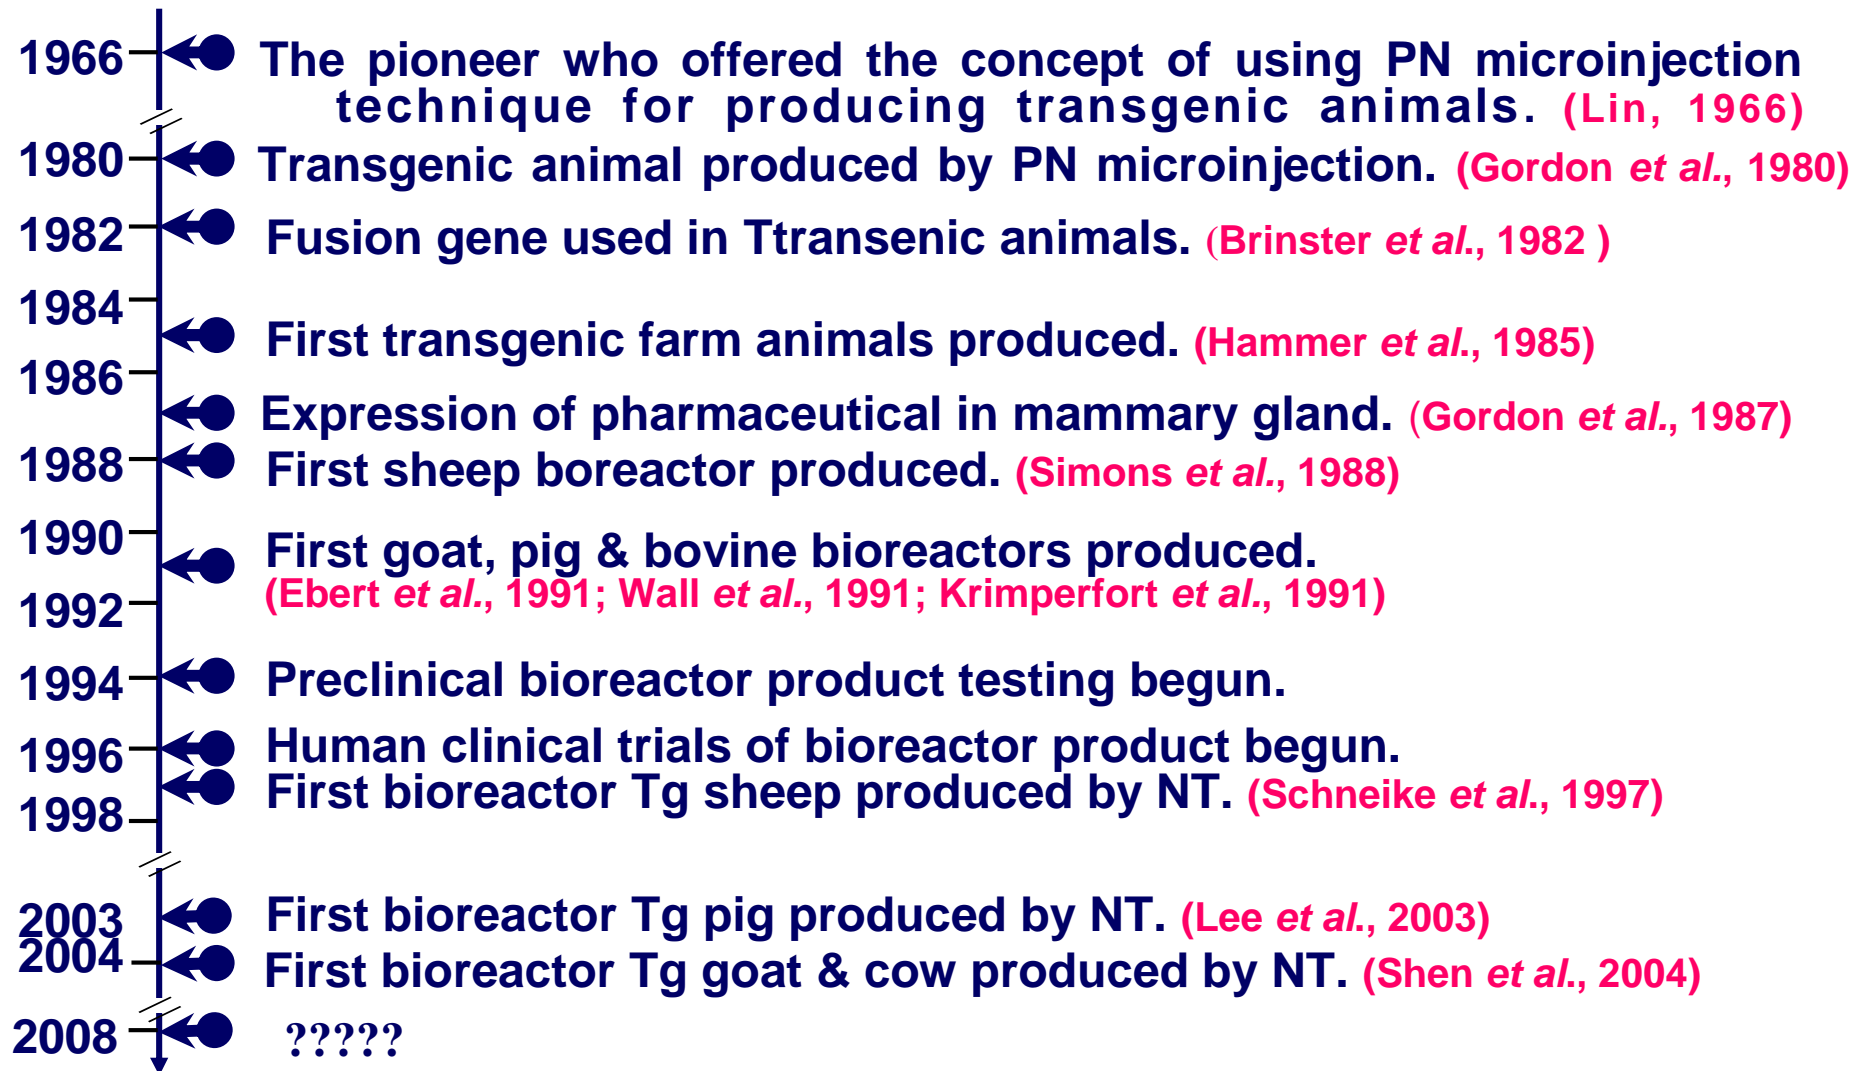 1966 The pioneer who offered the concept of using PN microinjection
technique for producing transgenic animals. (Lin, 1966)
1980 Transgenic animal produced by PN microinjection. (Gordon et al., 1980)
1982 Fusion gene used in Ttransenic animals. (Brinster et al., 1982 )
1984
First transgenic farm animals produced. (Hammer et al., 1985)
1986
Expression of pharmaceutical in mammary gland. (Gordon et al., 1987)
1988 First sheep boreactor produced. (Simons et al., 1988)
1990
First goat, pig & bovine bioreactors produced.
(Ebert et al., 1991; Wall et al., 1991; Krimperfort et al., 1991)
1992
1994 Preclinical bioreactor product testing begun.
1996 Human clinical trials of bioreactor product begun.
First bioreactor Tg sheep produced by NT. (Schneike et al., 1997)
1998
2003 First bioreactor Tg pig produced by NT. (Lee et al., 2003)
2004 First bioreactor Tg goat & cow produced by NT. (Shen et al., 2004)
2008 ?????